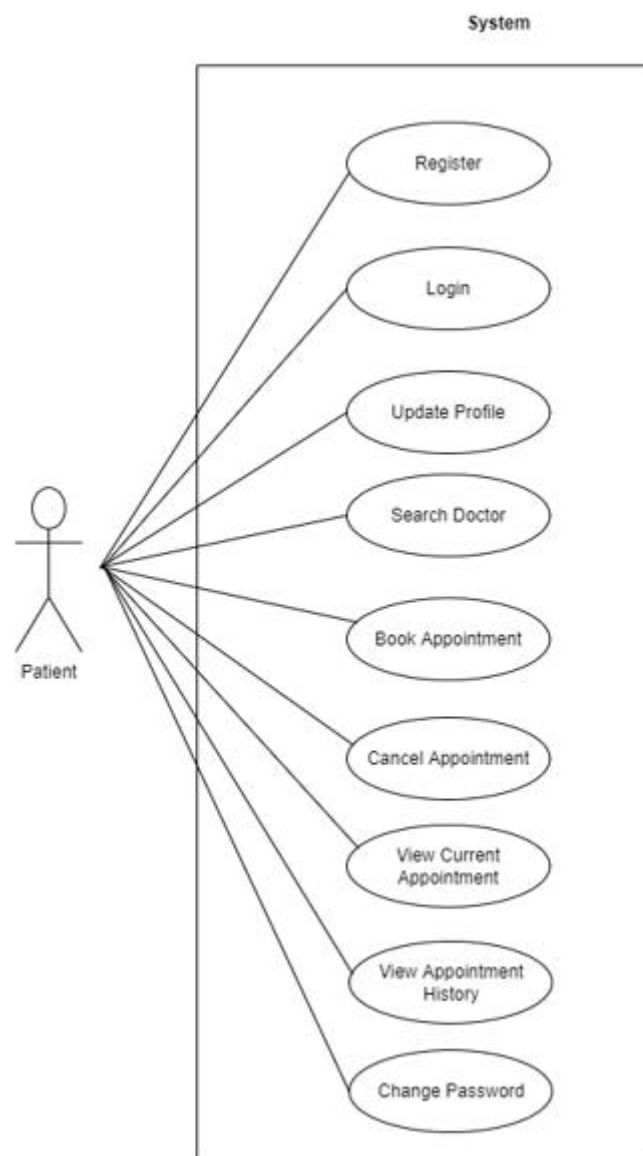 System
Register
Login
Update Profile
Search Doctor
Book Appointment
Patient
Cancel Appointment
View Current
Appointment
View Appointment
History
Change Password